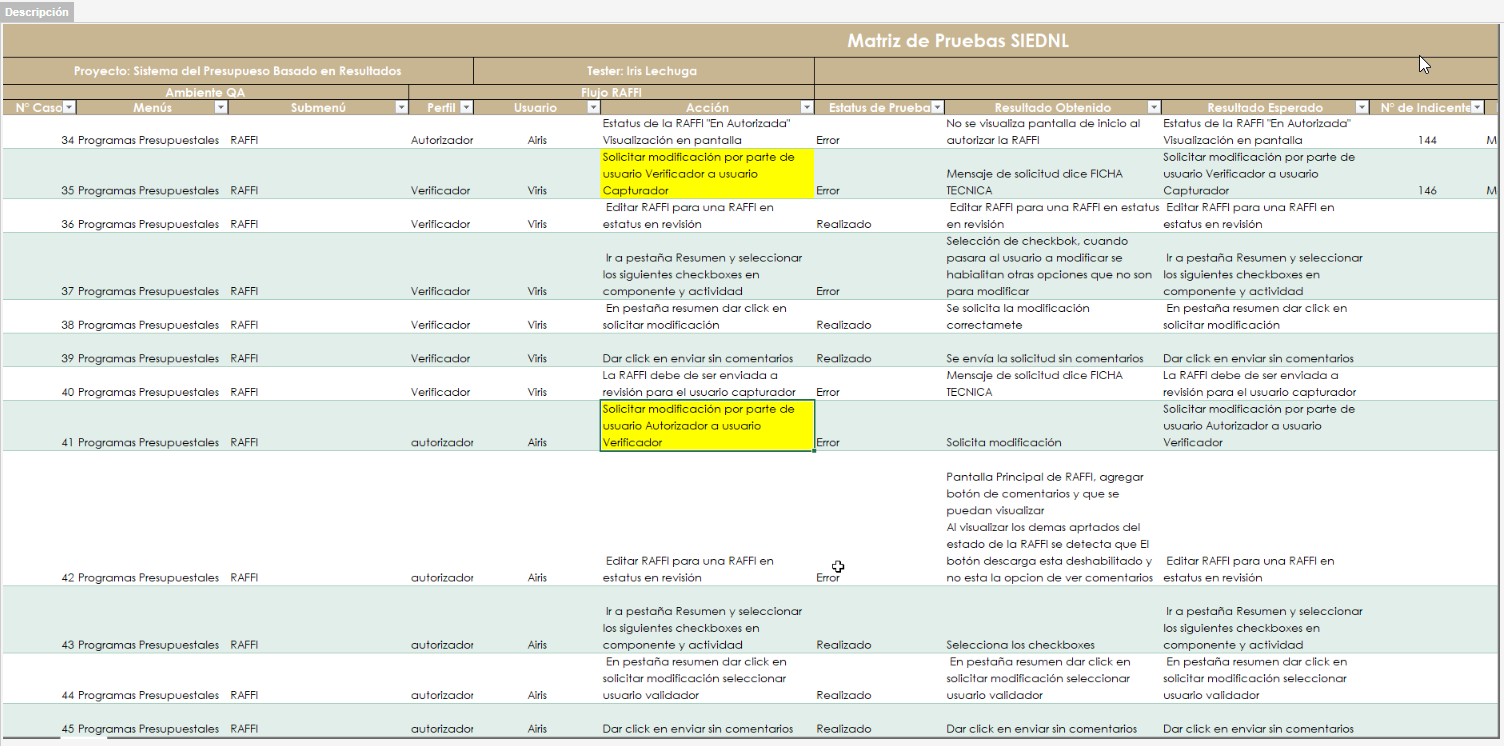 Descripción
Matriz de Pruebas SIEDNL
Proyecto: Sistema del Presupueso Basado en Resultados
Tester: Iris Lechuga
Ambiente QA
Flujo RAFFI
N° Caso Menús Submenú Perfil Usuario Acción Estatus de Prueba Resultado Obtenido Resultado Esperado N° de Indicente
Estatus de la RAFFI "En Autorizada" No se visualiza pantalla de inicio al Estatus de la RAFFI "En Autorizada"
34 Programas Presupuestales RAFFI Autorizador Airis Visualización en pantalla Error autorizar la RAFFI Visualización en pantalla 144 M
Solicitar modificación por parte de Solicitar modificación por parte de
usuario Verificador a usuario Mensaje de solicitud dice FICHA usuario Verificador a usuario
35 Programas Presupuestales RAFFI Verificador Viris Capturador Error TECNICA Capturador 146 M
Editar RAFFI para una RAFFI en Editar RAFFI para una RAFFI en estatus Editar RAFFI para una RAFFI en
36 Programas Presupuestales RAFFI Verificador Viris estatus en revisión Realizado en revisión estatus en revisión
Selección de checkbok, cuando
Ir a pestaña Resumen y seleccionar pasara al usuario a modificar se Ir a pestaña Resumen y seleccionar
los siguientes checkboxes en habialitan otras opciones que no son los siguientes checkboxes en
37 Programas Presupuestales RAFFI Verificador Viris componente y actividad Error para modificar componente y actividad
En pestaña resumen dar click en Se solicita la modificación En pestaña resumen dar click en
38 Programas Presupuestales RAFFI Verificador Viris solicitar modificación Realizado correctamete solicitar modificación
39 Programas Presupuestales RAFFI Verificador Viris Dar click en enviar sin comentarios Realizado Se envía la solicitud sin comentarios Dar click en enviar sin comentarios
La RAFFI debe de ser enviada a Mensaje de solicitud dice FICHA La RAFFI debe de ser enviada a
40 Programas Presupuestales RAFFI Verificador Viris revisión para el usuario capturador Error TECNICA revisión para el usuario capturador
Solicitar modificación por parte de Solicitar modificación por parte de
usuario Autorizador a usuario usuario Autorizador a usuario
41 Programas Presupuestales RAFFI autorizador Airis Verificador Error Solicita modificación Verificador
Pantalla Principal de RAFFI, agregar
botón de comentarios y que se
puedan visualizar
Al visualizar los demas aprtados del
estado de la RAFFI se detecta que El
Editar RAFFI para una RAFFI en botón descarga esta deshabilitado y Editar RAFFI para una RAFFI en
42 Programas Presupuestales RAFFI autorizador Airis estatus en revisión Error no esta la opcion de ver comentarios estatus en revisión
Ir a pestaña Resumen y seleccionar Ir a pestaña Resumen y seleccionar
los siguientes checkboxes en los siguientes checkboxes en
43 Programas Presupuestales RAFFI autorizador Airis componente y actividad Realizado Selecciona los checkboxes componente y actividad
En pestaña resumen dar click en En pestaña resumen dar click en En pestaña resumen dar click en
solicitar modificación seleccionar solicitar modificación seleccionar solicitar modificación seleccionar
44 Programas Presupuestales RAFFI autorizador Airis usuario validador Realizado usuario validador usuario validador
45 Programas Presupuestales RAFFI autorizador Airis Dar click en enviar sin comentarios Realizado Dar click en enviar sin comentarios Dar click en enviar sin comentarios